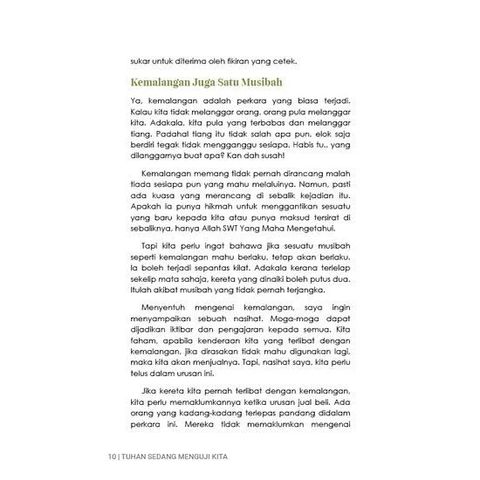 sukar untuk diterima oleh fikiran yang cetek.
Kemalangan Juga Satu Musibah
Ya, kemalangan adalah perkara yang biasa terjadi.
Kalau kita tidak melanggar orang, orang pula melanggar
kita. Adakala, kita pula yang terbabas dan melanggar
tiang. Padahal tiang itu tidak salah apa pun, elok saja
berdiri tegak tidak mengganggu sesiapa. Habis tu.. yang
dilanggarnya buat apa? Kan dah susah!
Kemalangan memang tidak pernah dirancang malah
tiada sesiapa pun yang mahu melaluinya. Namun, pasti
ada kuasa yang merancang di sebalik kejadian itu.
Apakah ia punya hikmah untuk menggantikan sesuatu
yang baru kepada kita atau punya maksud tersirat di
sebaliknya, hanya Allah SWT Yang Maha Mengetahui.
Tapi kita perlu ingat bahawa jika sesuatu musibah
seperti kemalangan mahu berlaku, tetap akan berlaku.
Ia boleh terjadi sepantas kilat. Adakala kerana terlelap
sekelip mata sahaja, kereta yang dinaiki boleh putus dua.
Itulah akibat musibah yang tidak pernah terjangka.
Menyentuh mengenai kemalangan, saya ingin
menyampaikan sebuah nasihat. Moga-moga dapat
dijadikan iktibar dan pengajaran kepada semua. Kita
faham, apabila kenderaan kita yang terlibat dengan
kemalangan, jika dirasakan tidak mahu digunakan lagi,
maka kita akan menjualnya. Tapi, nasihat saya, kita perlu
telus dalam urusan ini.
Jika kereta kita pernah terlibat dengan kemalangan,
kita perlu memaklumkannya ketika urusan jual beli. Ada
orang yang kadang-kadang terlepas pandang didalam
perkara ini. Mereka tidak memaklumkan mengenai
10 | TUHAN SEDANG MENGUJI KITA